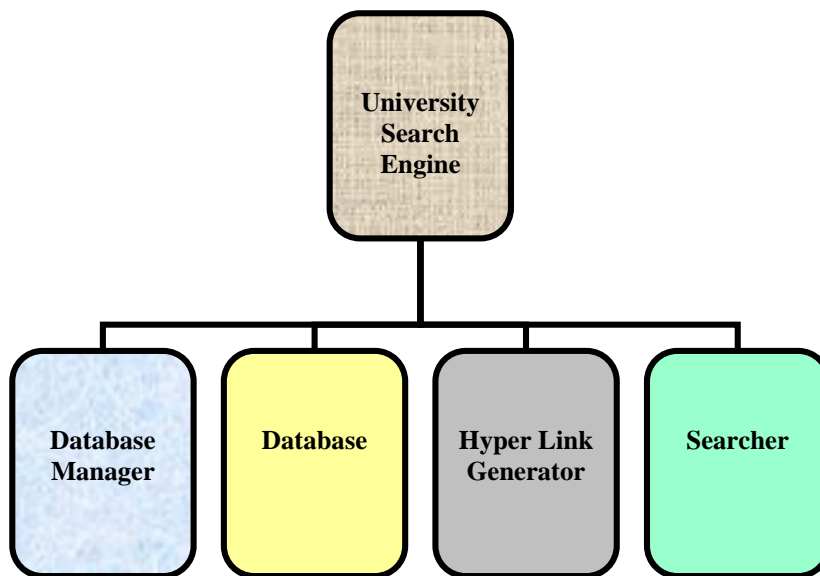 University
Search
Engine
Database
Manager
Database
Hyper Link
Generator
Searcher